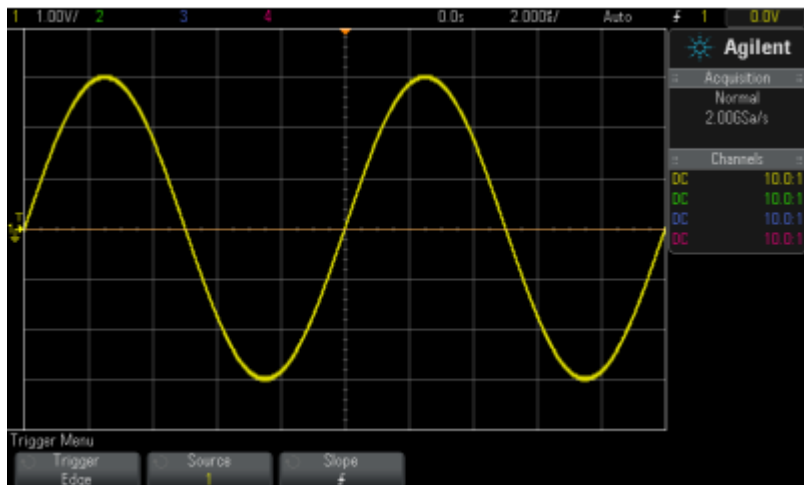 1 1.00V/ 2 3 4 0.0s 2.000s/ Auto 1 0.0V
Agilent
Acquisition
Normal
2.00GSa/s
Channels
DC 10.0:1
DC 10.0:1
DC 10.0:1
DC 10.0:1
T
Trigger Menu
Trigger Source Slope
Edge 1